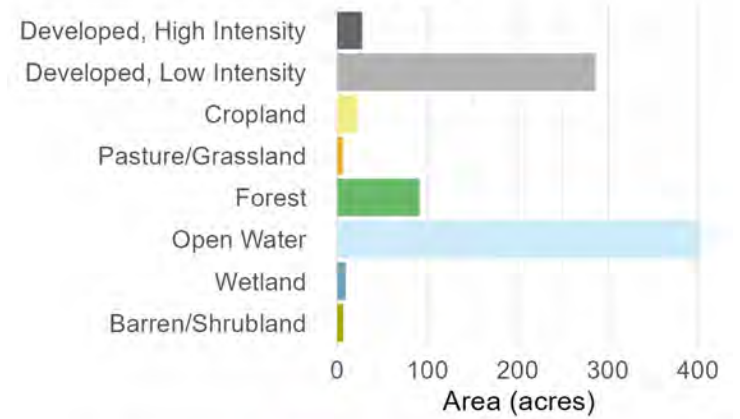 Developed, High Intensity
Developed, Low Intensity
Cropland
Pasture/Grassland
Forest
Open Water
Wetland
Barren/Shrubland
0 100 200 300 400
Area (acres)